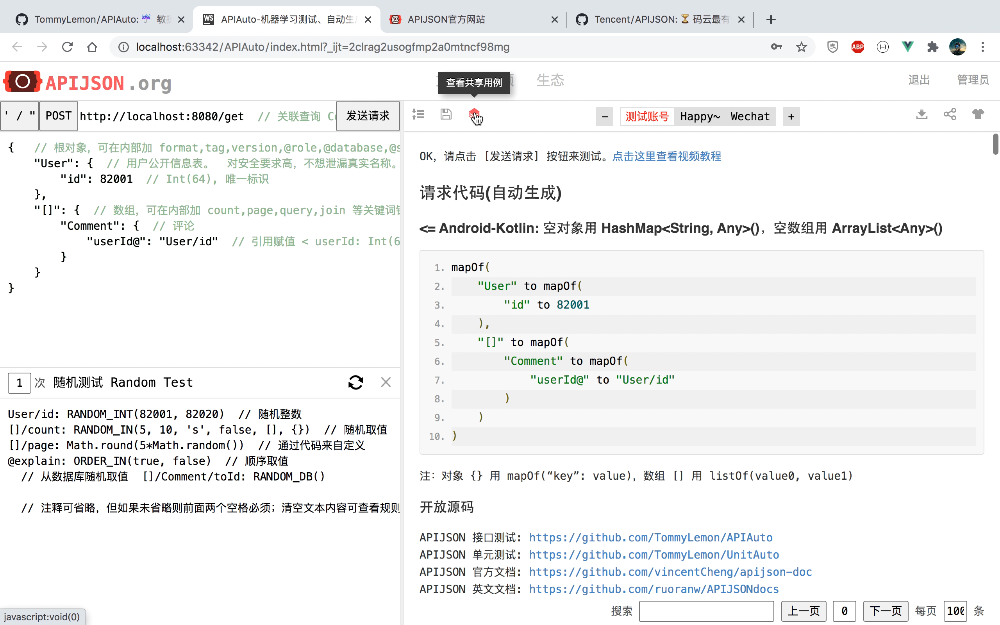 TommyLemon/APIAuto: ☔ 敏
APIAuto-机器学习测试、自动生
APIJSON官方网站
Tencent/APIJSON: ⏳ 码云最有
localhost:63342/APIAuto/index.html?_ijt=2clrag2usogfmp2a0mtncf98mg
ABP
APIJSON.org
查看共享用例
生态
退出
管理员
' / "
POST
http://localhost:8080/get // 关联查询 Co
发送请求
-
测试账号
Happy~
Wechat
+
{ // 根对象，可在内部加 format,tag,version,@role,@database,@s
"User": { // 用户公开信息表。 对安全要求高，不想泄漏真实名称。
"id": 82001 // Int(64), 唯一标识
},
"[]": { // 数组，可在内部加 count,page,query,join 等关键词
"Comment": { // 评论
"userId@": "User/id" // 引用赋值 < userId: Int(6
}
}
}
1 次 随机测试 Random Test
User/id: RANDOM_INT(82001, 82020) // 随机整数
[]/count: RANDOM_IN(5, 10, 's', false, [], {}) // 随机取值
[]/page: Math.round(5*Math.random()) // 通过代码来自定义
@explain: ORDER_IN(true, false) // 顺序取值
// 从数据库随机取值 []/Comment/toId: RANDOM_DB()
// 注释可省略，但如果未省略则前面两个空格必须；清空文本内容可查看规则
OK，请点击 [发送请求] 按钮来测试。点击这里查看视频教程
请求代码(自动生成)
<= Android-Kotlin: 空对象用 HashMap<String, Any>()，空数组用 ArrayList<Any>()
1. mapOf(
2. "User" to mapOf(
3. "id" to 82001
4. ),
5. "[]" to mapOf(
6. "Comment" to mapOf(
7. "userId@" to "User/id"
8. )
9. )
10. )
注：对象 {} 用 mapOf(“key”: value)，数组 [] 用 listOf(value0, value1)
开放源码
APIJSON 接口测试: https://github.com/TommyLemon/APIAuto
APIJSON 单元测试: https://github.com/TommyLemon/UnitAuto
APIJSON 官方文档: https://github.com/vincentCheng/apijson-doc
APIJSON 英文文档: https://github.com/ruoranw/APIJSONdocs
搜索
上一页
0
下一页
每页
100
条
javascript:void(0)